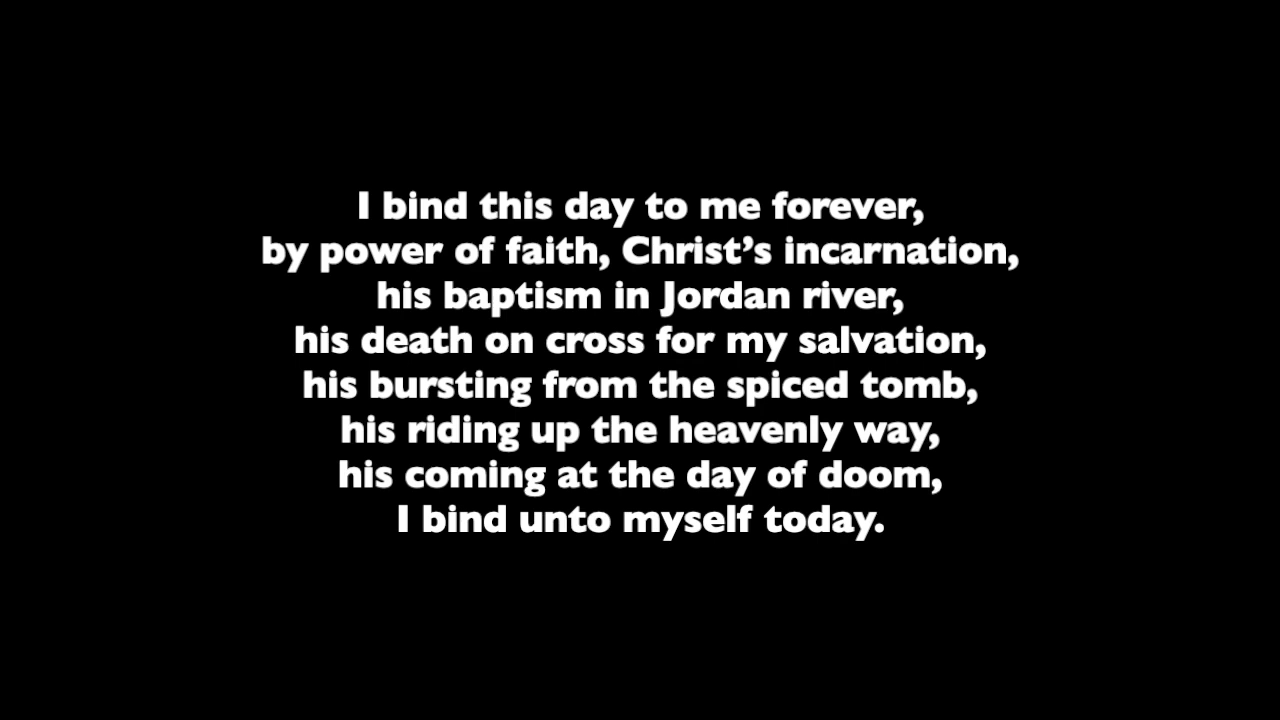 I bind this day to me forever,
by power of faith, Christ’s incarnation,
his baptism in Jordan river,
his death on cross for my salvation,
his bursting from the spiced tomb,
his riding up the heavenly way,
his coming at the day of doom,
I bind unto myself today.